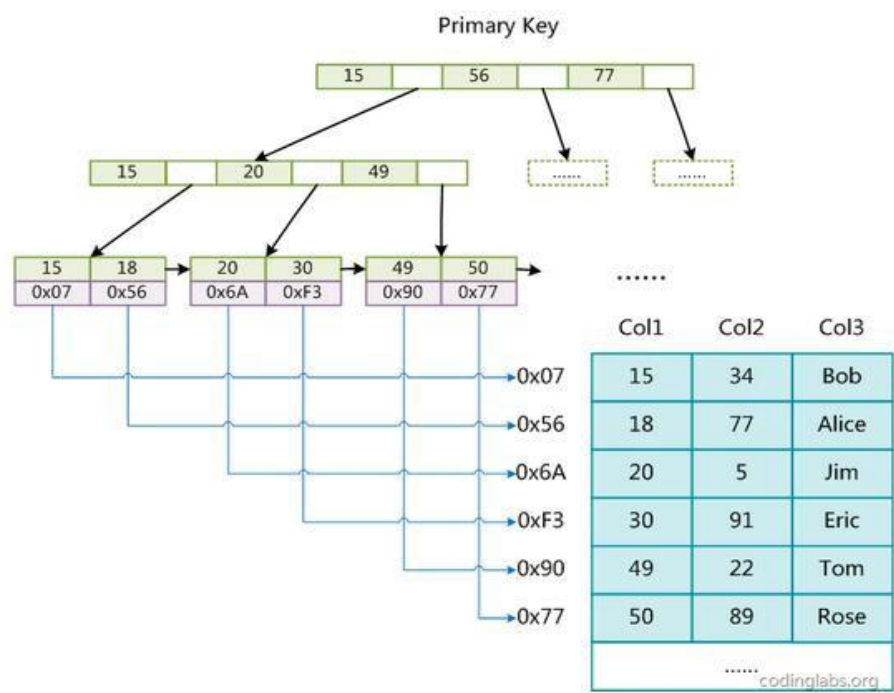 Primary Key
15 56 77
15 20 49 ...... ......
15 18 20 30 49 50
0x07 0x56 0x6A 0xF3 0x90 0x77
......
Col1 Col2 Col3
0x07 15 34 Bob
0x56 18 77 Alice
0x6A 20 5 Jim
0xF3 30 91 Eric
0x90 49 22 Tom
0x77 50 89 Rose
......
codinglabs.org